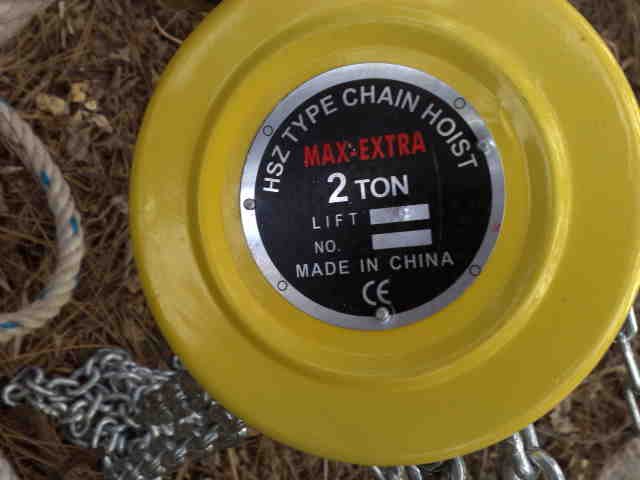 HSZ TYPE CHAIN HOIST
MAX-EXTRA
2 TON
LIFT
NO.
MADE IN CHINA
CE